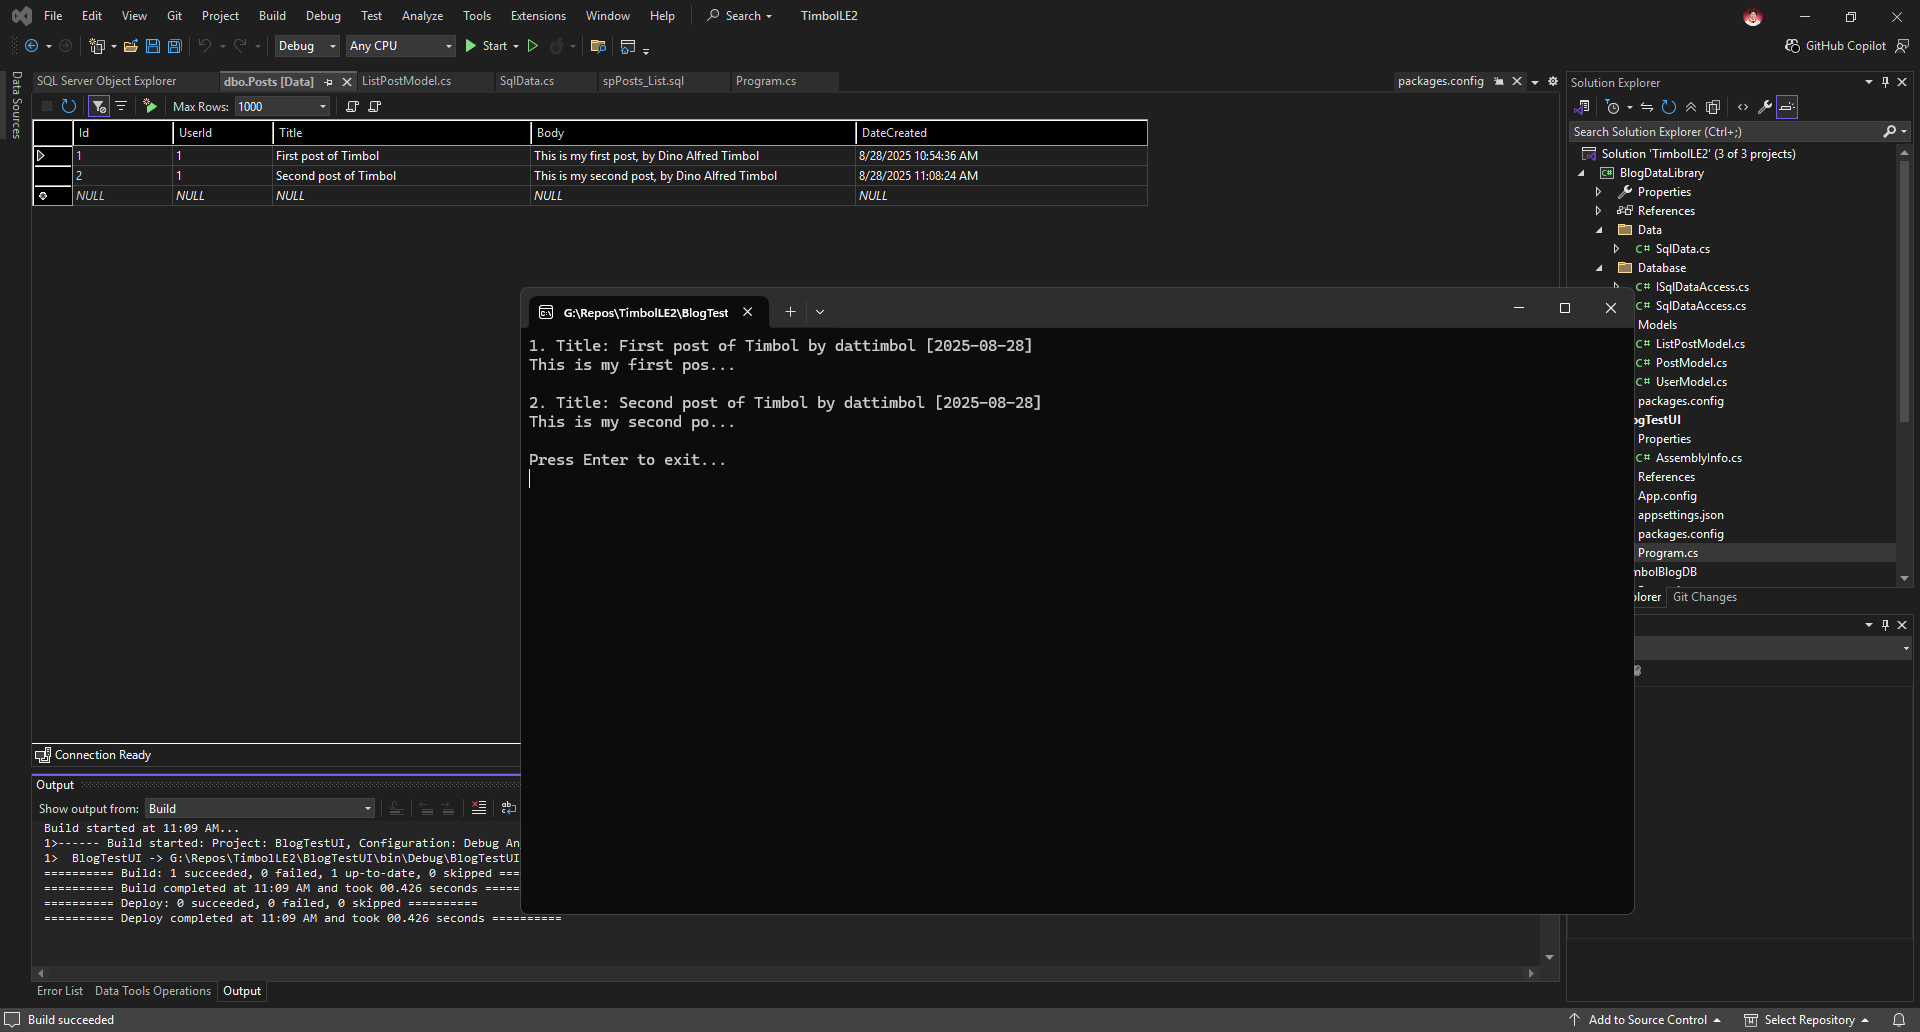 File Edit View Git Project Build Debug Test Analyze Tools Extensions Window Help Search TimbolLE2
Debug Any CPU Start GitHub Copilot
Data Sources
SQL Server Object Explorer dbo.Posts [Data] ListPostModel.cs SqlData.cs spPosts_List.sql Program.cs packages.config
Max Rows: 1000
Id UserId Title Body DateCreated
1 1 First post of Timbol This is my first post, by Dino Alfred Timbol 8/28/2025 10:54:36 AM
2 1 Second post of Timbol This is my second post, by Dino Alfred Timbol 8/28/2025 11:08:24 AM
NULL NULL NULL NULL NULL
G:\Repos\TimbolLE2\BlogTest
1. Title: First post of Timbol by dattimbol [2025-08-28]
This is my first pos...
2. Title: Second post of Timbol by dattimbol [2025-08-28]
This is my second po...
Press Enter to exit...
Connection Ready
Output
Show output from: Build
Build started at 11:09 AM...
1>------ Build started: Project: BlogTestUI, Configuration: Debug An
1> BlogTestUI -> G:\Repos\TimbolLE2\BlogTestUI\bin\Debug\BlogTestUI
========== Build: 1 succeeded, 0 failed, 1 up-to-date, 0 skipped ===
========== Build completed at 11:09 AM and took 00.426 seconds =====
========== Deploy: 0 succeeded, 0 failed, 0 skipped ==========
========== Deploy completed at 11:09 AM and took 00.426 seconds ==========
Error List Data Tools Operations Output
Solution Explorer
Search Solution Explorer (Ctrl+;)
Solution 'TimbolLE2' (3 of 3 projects)
BlogDataLibrary
Properties
References
Data
C# SqlData.cs
Database
C# ISqlDataAccess.cs
C# SqlDataAccess.cs
Models
C# ListPostModel.cs
C# PostModel.cs
C# UserModel.cs
packages.config
ogTestUI
Properties
C# AssemblyInfo.cs
References
App.config
appsettings.json
packages.config
Program.cs
mbolBlogDB
plorer Git Changes
Build succeeded Add to Source Control Select Repository